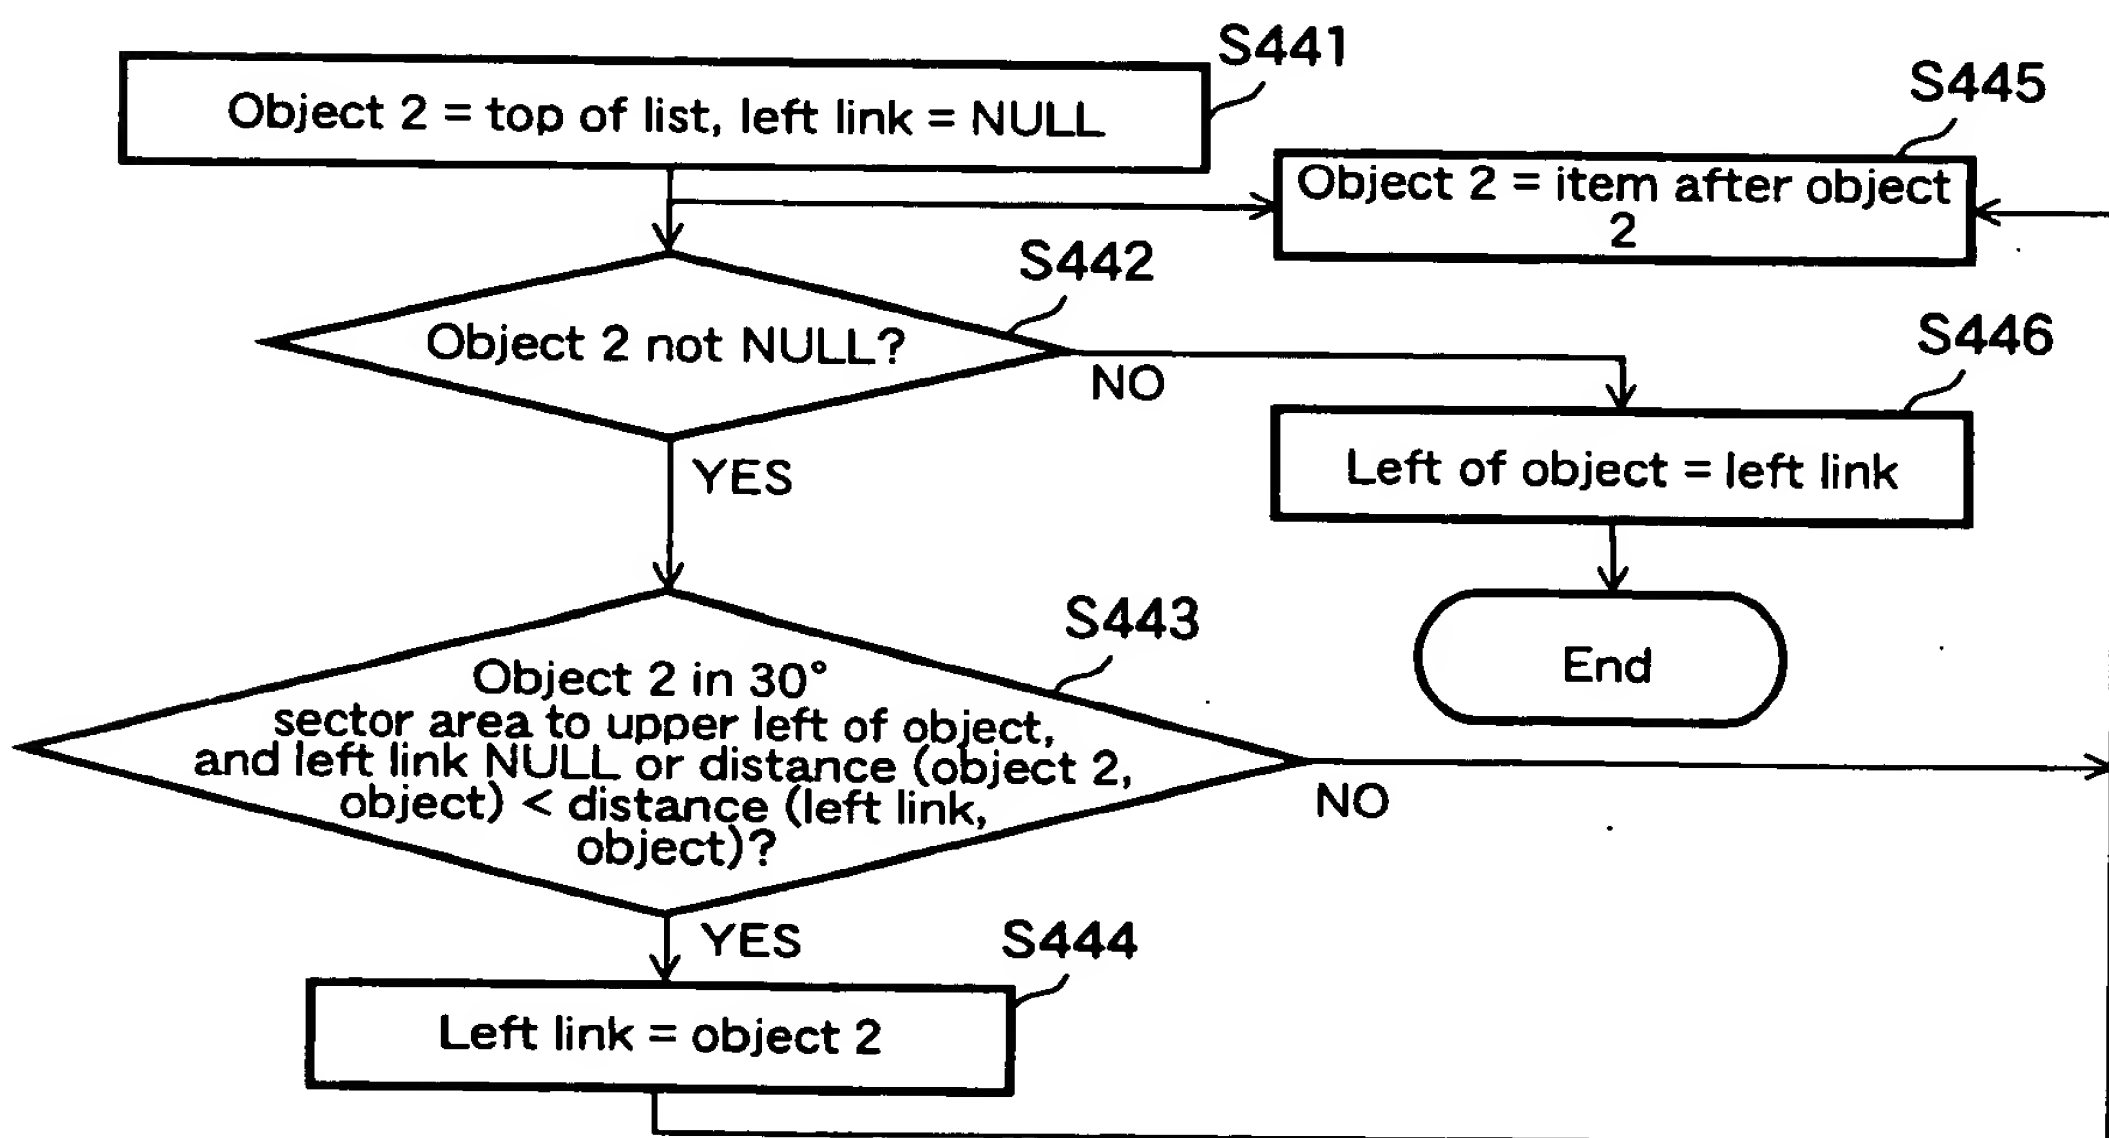 S441
Object 2 = top of list, left link = NULL
S445
Object 2 = item after object
2
S442
Object 2 not NULL?
NO
YES
S446
Left of object = left link
End
S443
Object 2 in 30°
sector area to upper left of object,
and left link NULL or distance (object 2,
object) < distance (left link,
object)?
NO
YES
S444
Left link = object 2